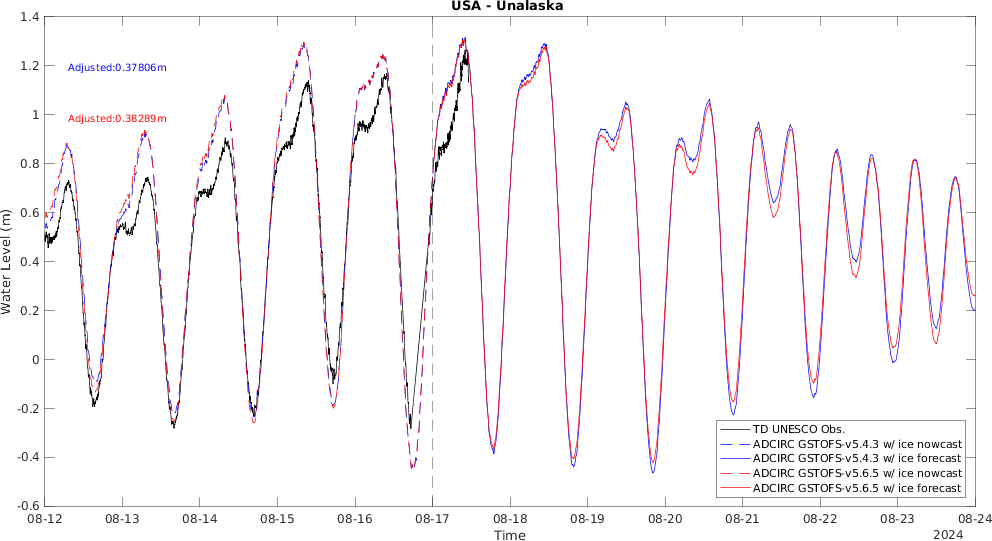 USA - Unalaska
1.4
1.2
1
0.8
0.6
0.4
0.2
0
-0.2
-0.4
-0.6
Water Level (m)
Adjusted:0.37806m
Adjusted:0.38289m
TD UNESCO Obs.
ADCIRC GSTOFS-v5.4.3 w/ ice nowcast
ADCIRC GSTOFS-v5.4.3 w/ ice forecast
ADCIRC GSTOFS-v5.6.5 w/ ice nowcast
ADCIRC GSTOFS-v5.6.5 w/ ice forecast
08-12 08-13 08-14 08-15 08-16 08-17 08-18 08-19 08-20 08-21 08-22 08-23 08-24
Time
2024